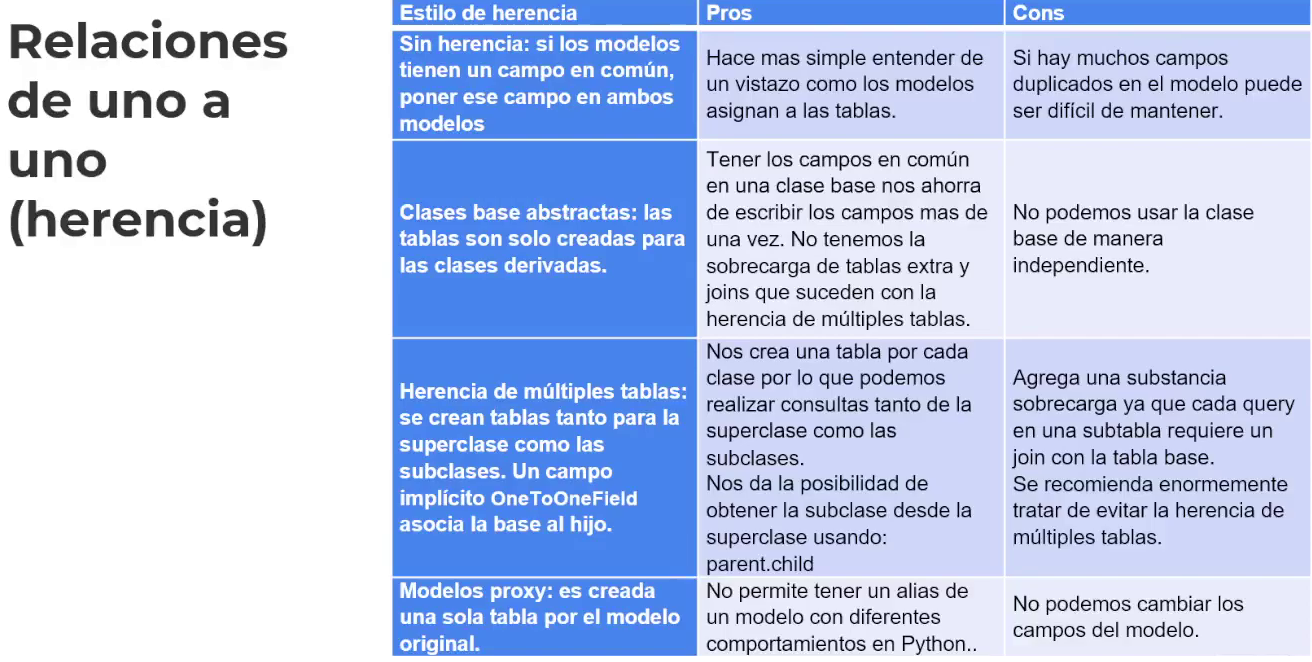 Relaciones
de uno a
uno
(herencia)
Estilo de herencia
Pros
Cons
Sin herencia: si los modelos
tienen un campo en común,
poner ese campo en ambos
modelos
Hace mas simple entender de
un vistazo como los modelos
asignan a las tablas.
Si hay muchos campos
duplicados en el modelo puede
ser difícil de mantener.
Clases base abstractas: las
tablas son solo creadas para
las clases derivadas.
Tener los campos en común
en una clase base nos ahorra
de escribir los campos mas de
una vez. No tenemos la
sobrecarga de tablas extra y
joins que suceden con la
herencia de múltiples tablas.
No podemos usar la clase
base de manera
independiente.
Herencia de múltiples tablas:
se crean tablas tanto para la
superclase como las
subclases. Un campo
implícito OneToOneField
asocia la base al hijo.
Nos crea una tabla por cada
clase por lo que podemos
realizar consultas tanto de la
superclase como las
subclases.
Nos da la posibilidad de
obtener la subclase desde la
superclase usando:
parent.child
Agrega una substancia
sobrecarga ya que cada query
en una subtabla requiere un
join con la tabla base.
Se recomienda enormemente
tratar de evitar la herencia de
múltiples tablas.
Modelos proxy: es creada
una sola tabla por el modelo
original.
No permite tener un alias de
un modelo con diferentes
comportamientos en Python..
No podemos cambiar los
campos del modelo.